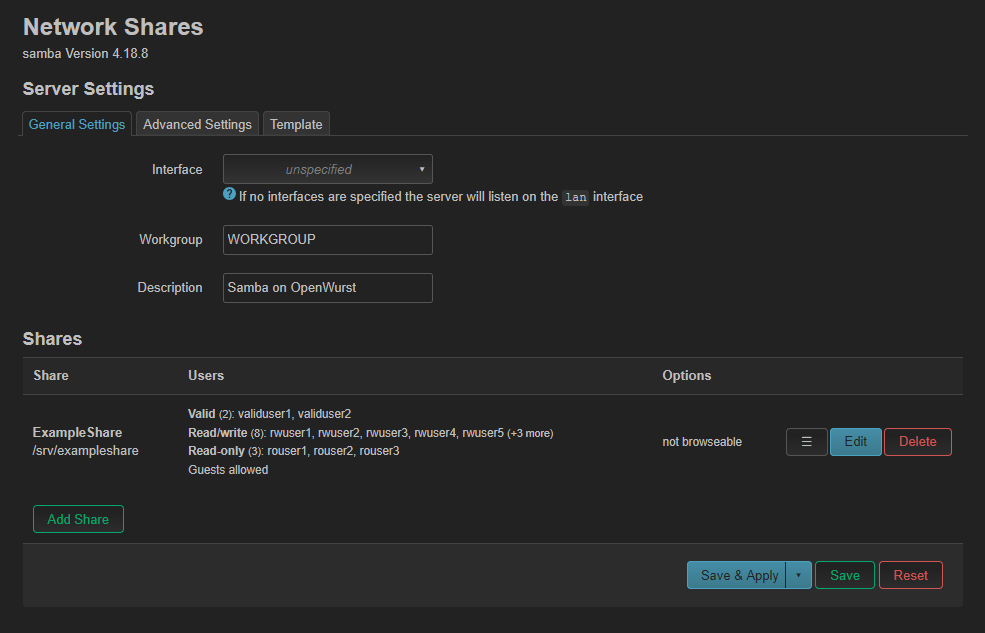 Network Shares
samba Version 4.18.8
Server Settings
General Settings Advanced Settings Template
Interface unspecified
? If no interfaces are specified the server will listen on the lan interface
Workgroup WORKGROUP
Description Samba on OpenWurst
Shares
Share Users Options
Valid (2): validuser1, validuser2
ExampleShare Read/write (8): rwuser1, rwuser2, rwuser3, rwuser4, rwuser5 (+3 more) not browseable ☰ Edit Delete
/srv/exampleshare Read-only (3): rouser1, rouser2, rouser3
Guests allowed
Add Share
Save & Apply Save Reset